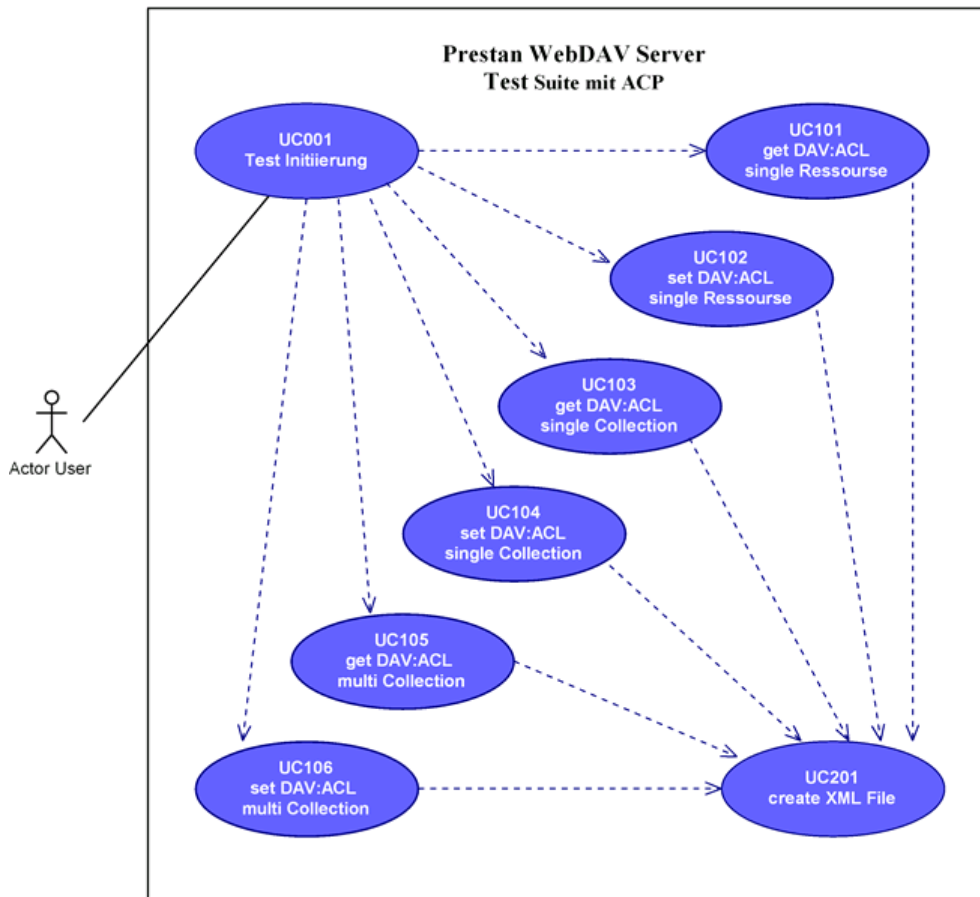 Prestan WebDAV Server
Test Suite mit ACP
UC001
Test Initiierung
UC101
get DAV:ACL
single Ressourse
UC102
set DAV:ACL
single Ressourse
UC103
get DAV:ACL
single Collection
Actor User
UC104
set DAV:ACL
single Collection
UC105
get DAV:ACL
multi Collection
UC106
set DAV:ACL
multi Collection
UC201
create XML File